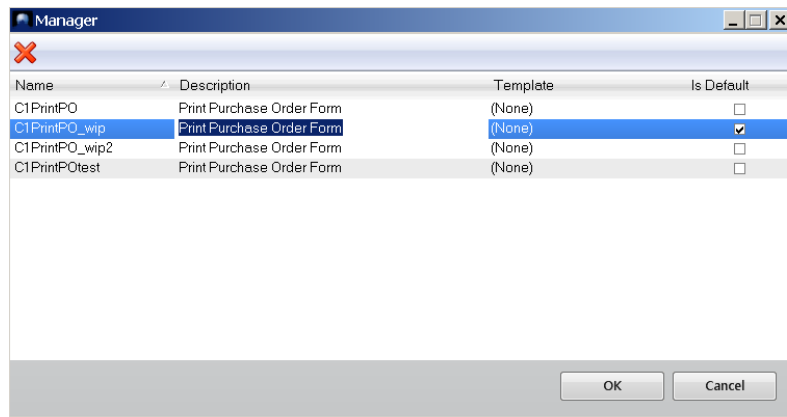 Manager
Name Description Template Is Default
C1PrintPO Print Purchase Order Form (None)
C1PrintPO_wip Print Purchase Order Form (None)
C1PrintPO_wip2 Print Purchase Order Form (None)
C1PrintPOtest Print Purchase Order Form (None)
OK Cancel